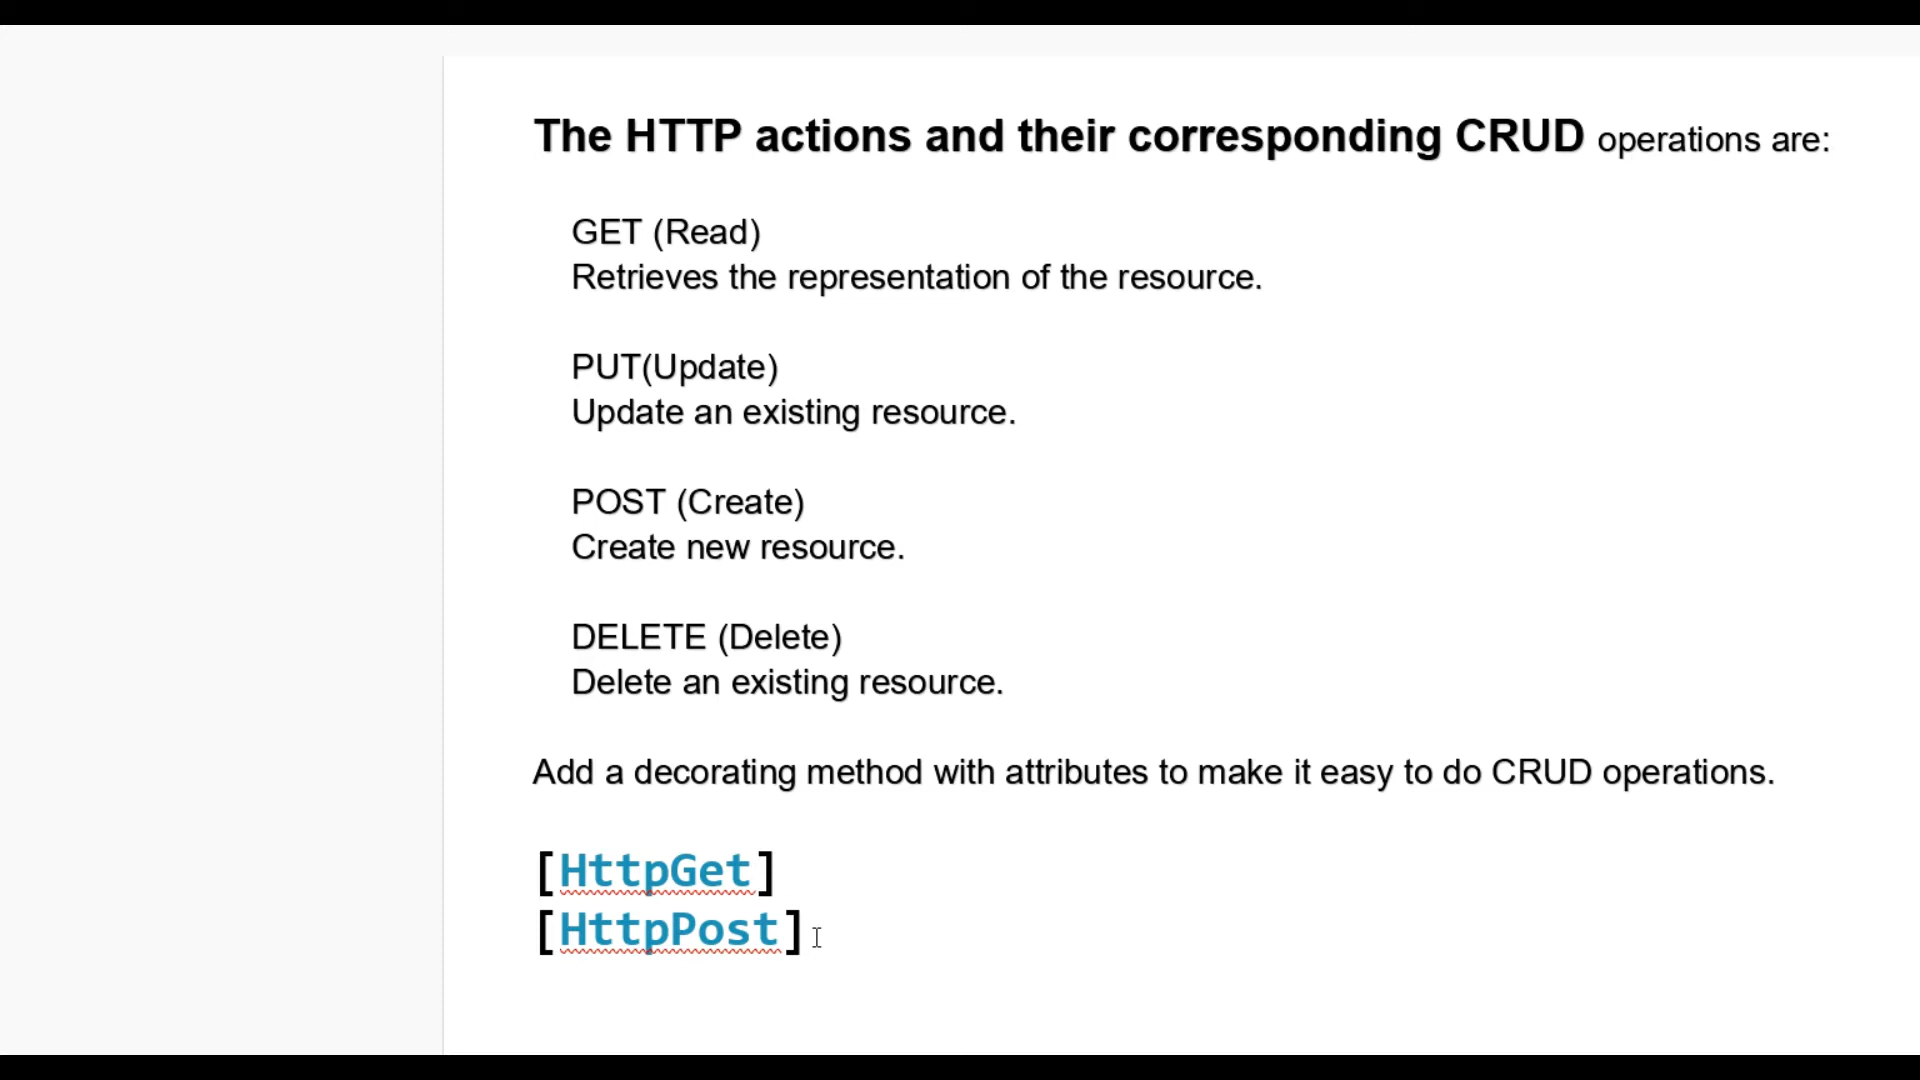 The HTTP actions and their corresponding CRUD operations are:
GET (Read)
Retrieves the representation of the resource.
PUT(Update)
Update an existing resource.
POST (Create)
Create new resource.
DELETE (Delete)
Delete an existing resource.
Add a decorating method with attributes to make it easy to do CRUD operations.
[HttpGet]
[HttpPost]